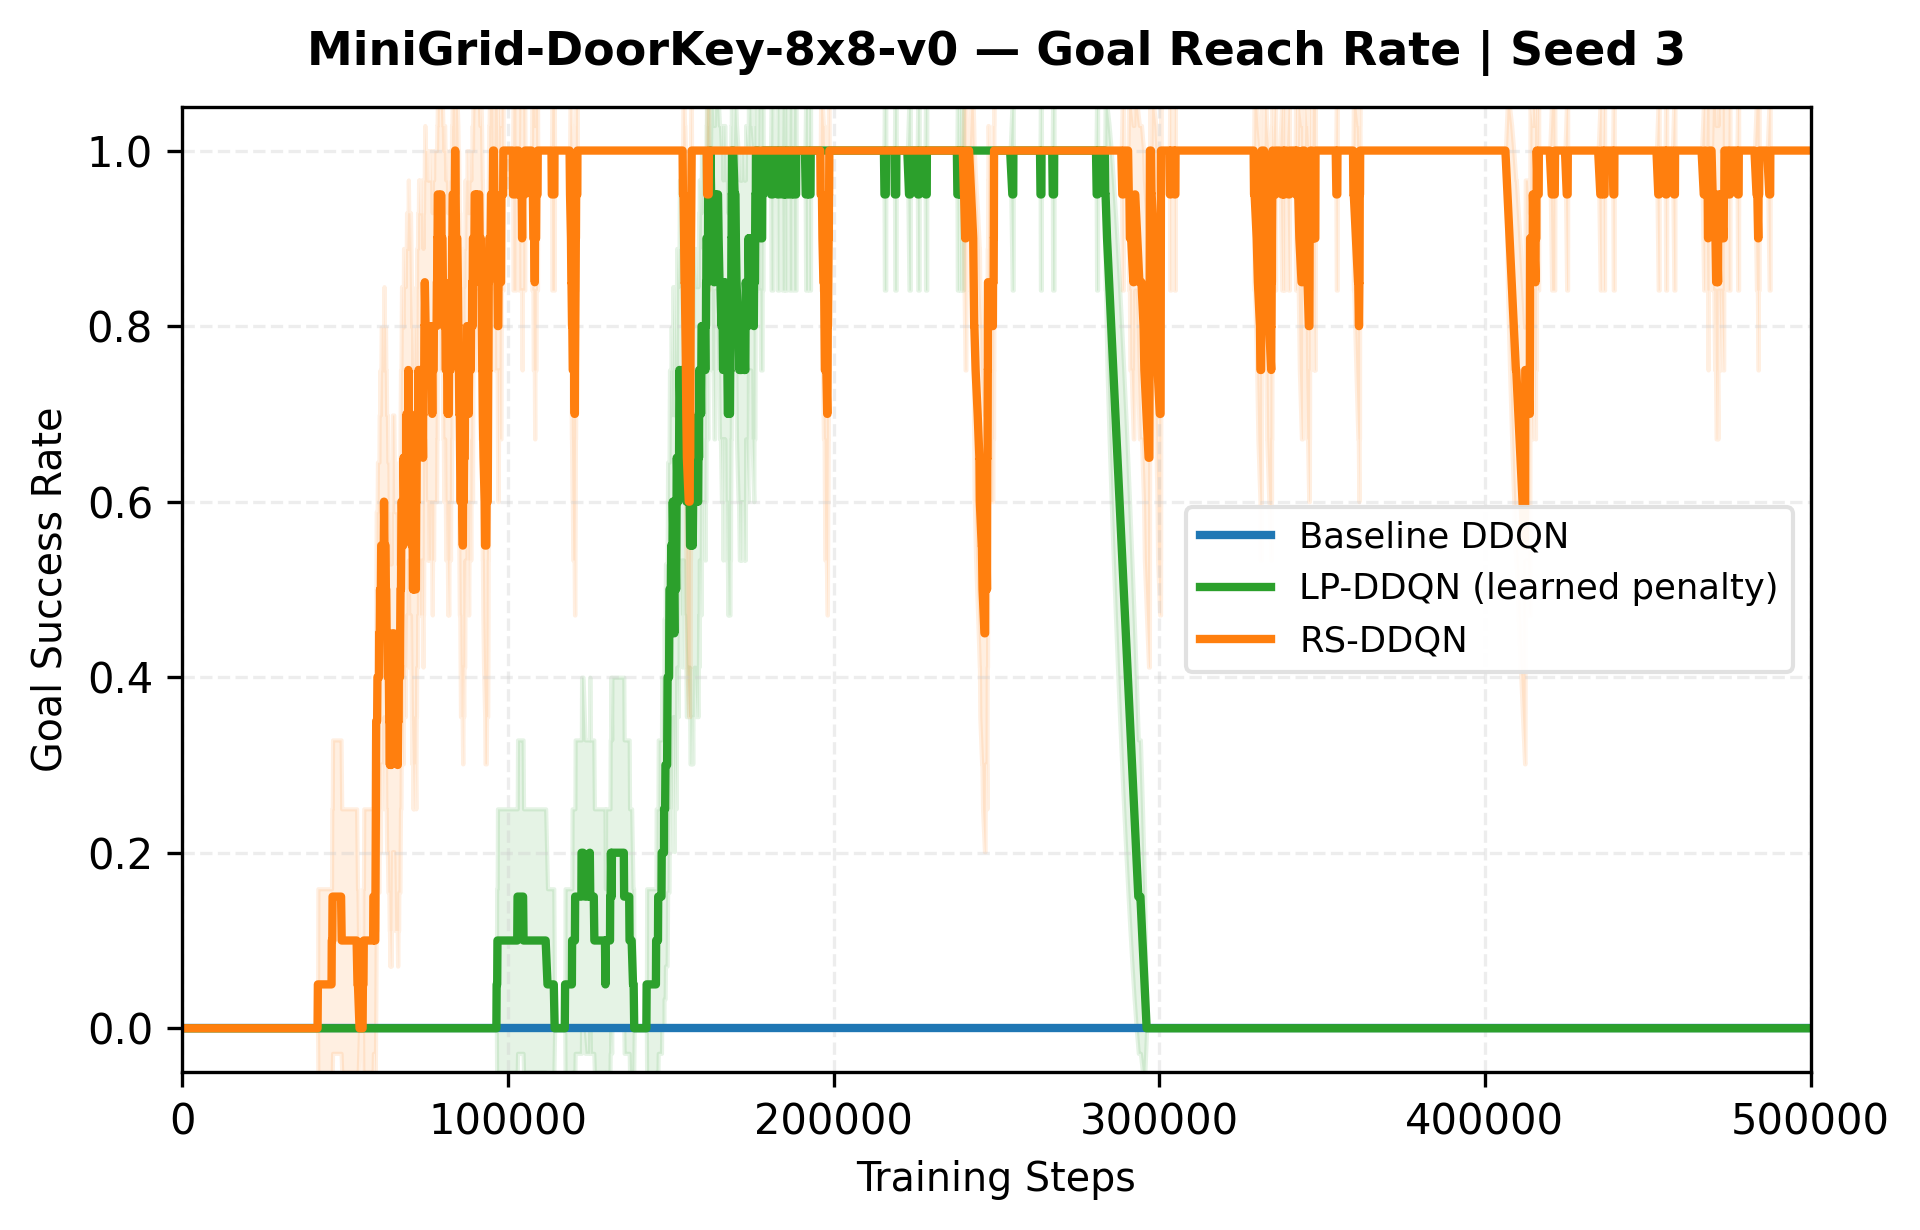 MiniGrid-DoorKey-8x8-v0 — Goal Reach Rate | Seed 3
Goal Success Rate
1.0
0.8
0.6
0.4
0.2
0.0
Baseline DDQN
LP-DDQN (learned penalty)
RS-DDQN
0 100000 200000 300000 400000 500000
Training Steps